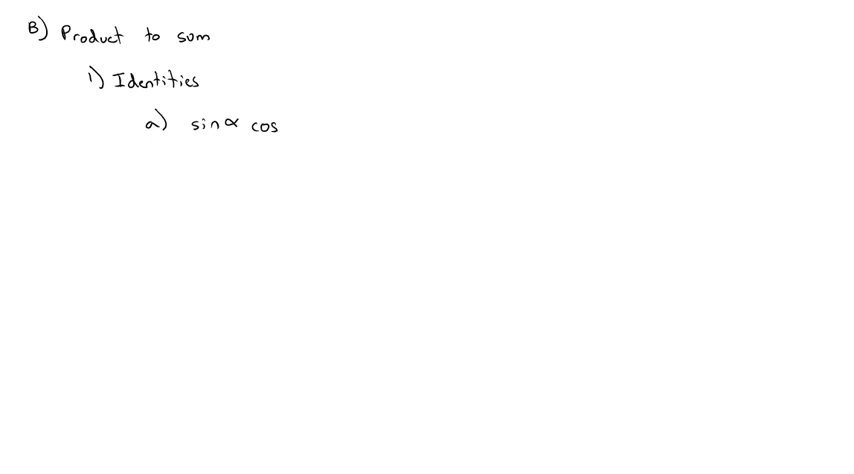 B) Product to sum
1) Identities
a) sin α cos